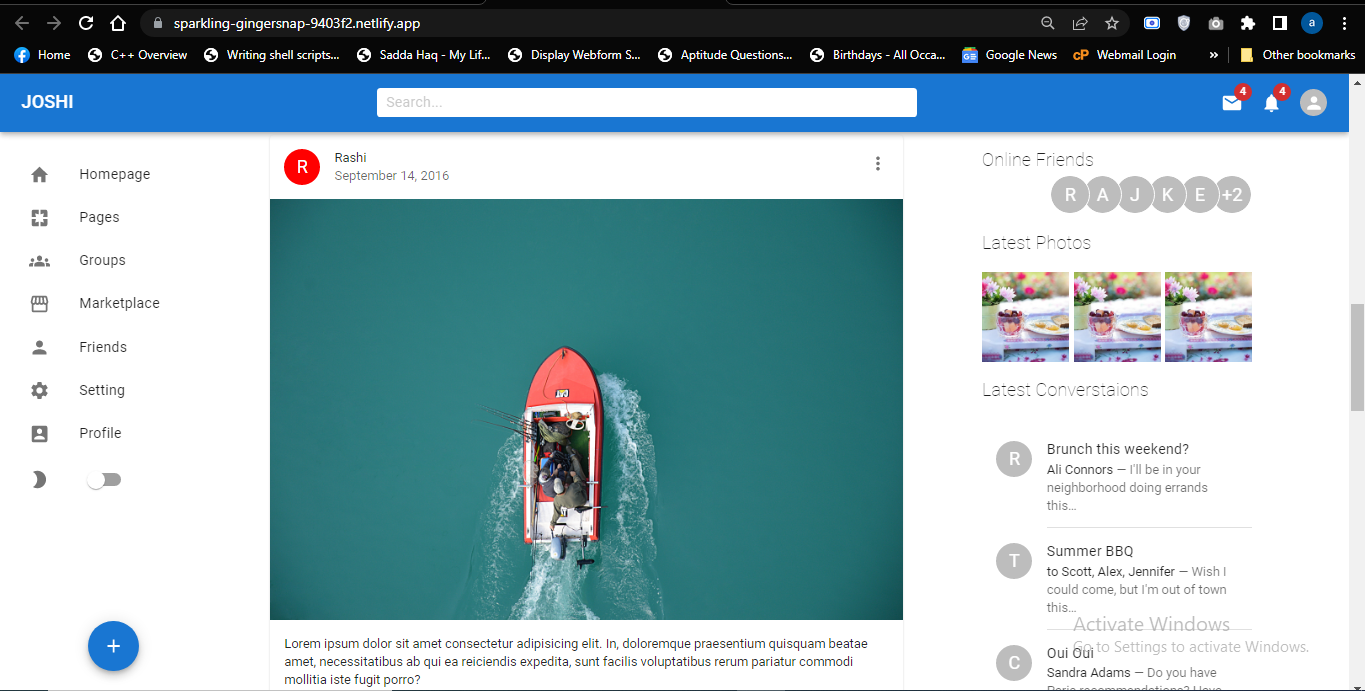 sparkling-gingersnap-9403f2.netlify.app
a
Home
C++ Overview
Writing shell scripts...
Sadda Haq - My Lif...
Display Webform S...
Aptitude Questions...
Birthdays - All Occa...
Google News
cP Webmail Login
»
Other bookmarks
JOSHI
Search...
4
4
Homepage
Pages
Groups
Marketplace
Friends
Setting
Profile
+
R
Rashi
September 14, 2016
Lorem ipsum dolor sit amet consectetur adipisicing elit. In, doloremque praesentium quisquam beatae
amet, necessitatibus ab qui ea reiciendis expedita, sunt facilis voluptatibus rerum pariatur commodi
mollitia iste fugit porro?
Online Friends
R A J K E +2
Latest Photos
Latest Converstaions
R
Brunch this weekend?
Ali Connors — I'll be in your
neighborhood doing errands
this...
T
Summer BBQ
to Scott, Alex, Jennifer — Wish I
could come, but I'm out of town
this...
C
Oui Oui
Sandra Adams — Do you have
Paris recommendations? Have
Activate Windows
Go to Settings to activate Windows.